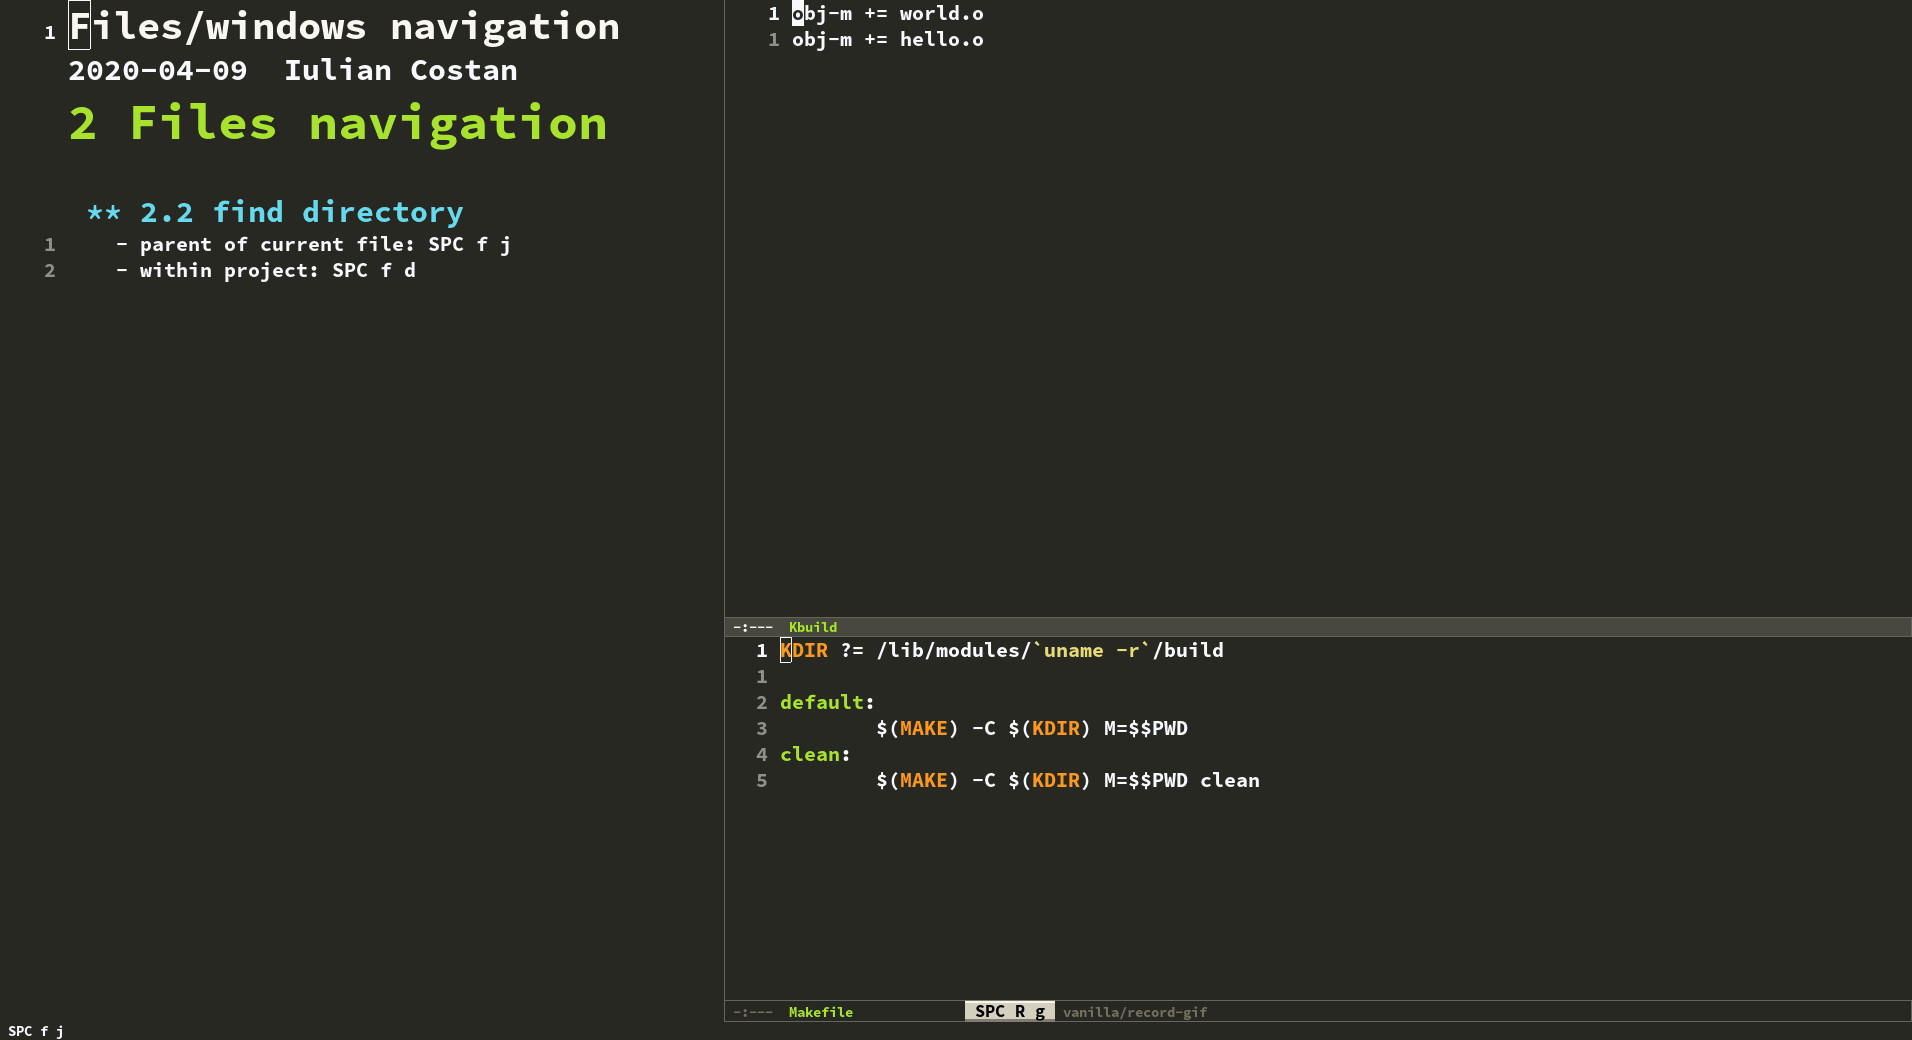 1 Files/windows navigation
2020-04-09  Iulian Costan
2 Files navigation
** 2.2 find directory
1 - parent of current file: SPC f j
2 - within project: SPC f d
1 obj-m += world.o
1 obj-m += hello.o
-:--- Kbuild
1 KDIR ?= /lib/modules/`uname -r`/build
1
2 default:
3 $(MAKE) -C $(KDIR) M=$$PWD
4 clean:
5 $(MAKE) -C $(KDIR) M=$$PWD clean
-:--- Makefile SPC R g vanilla/record-gif
SPC f j